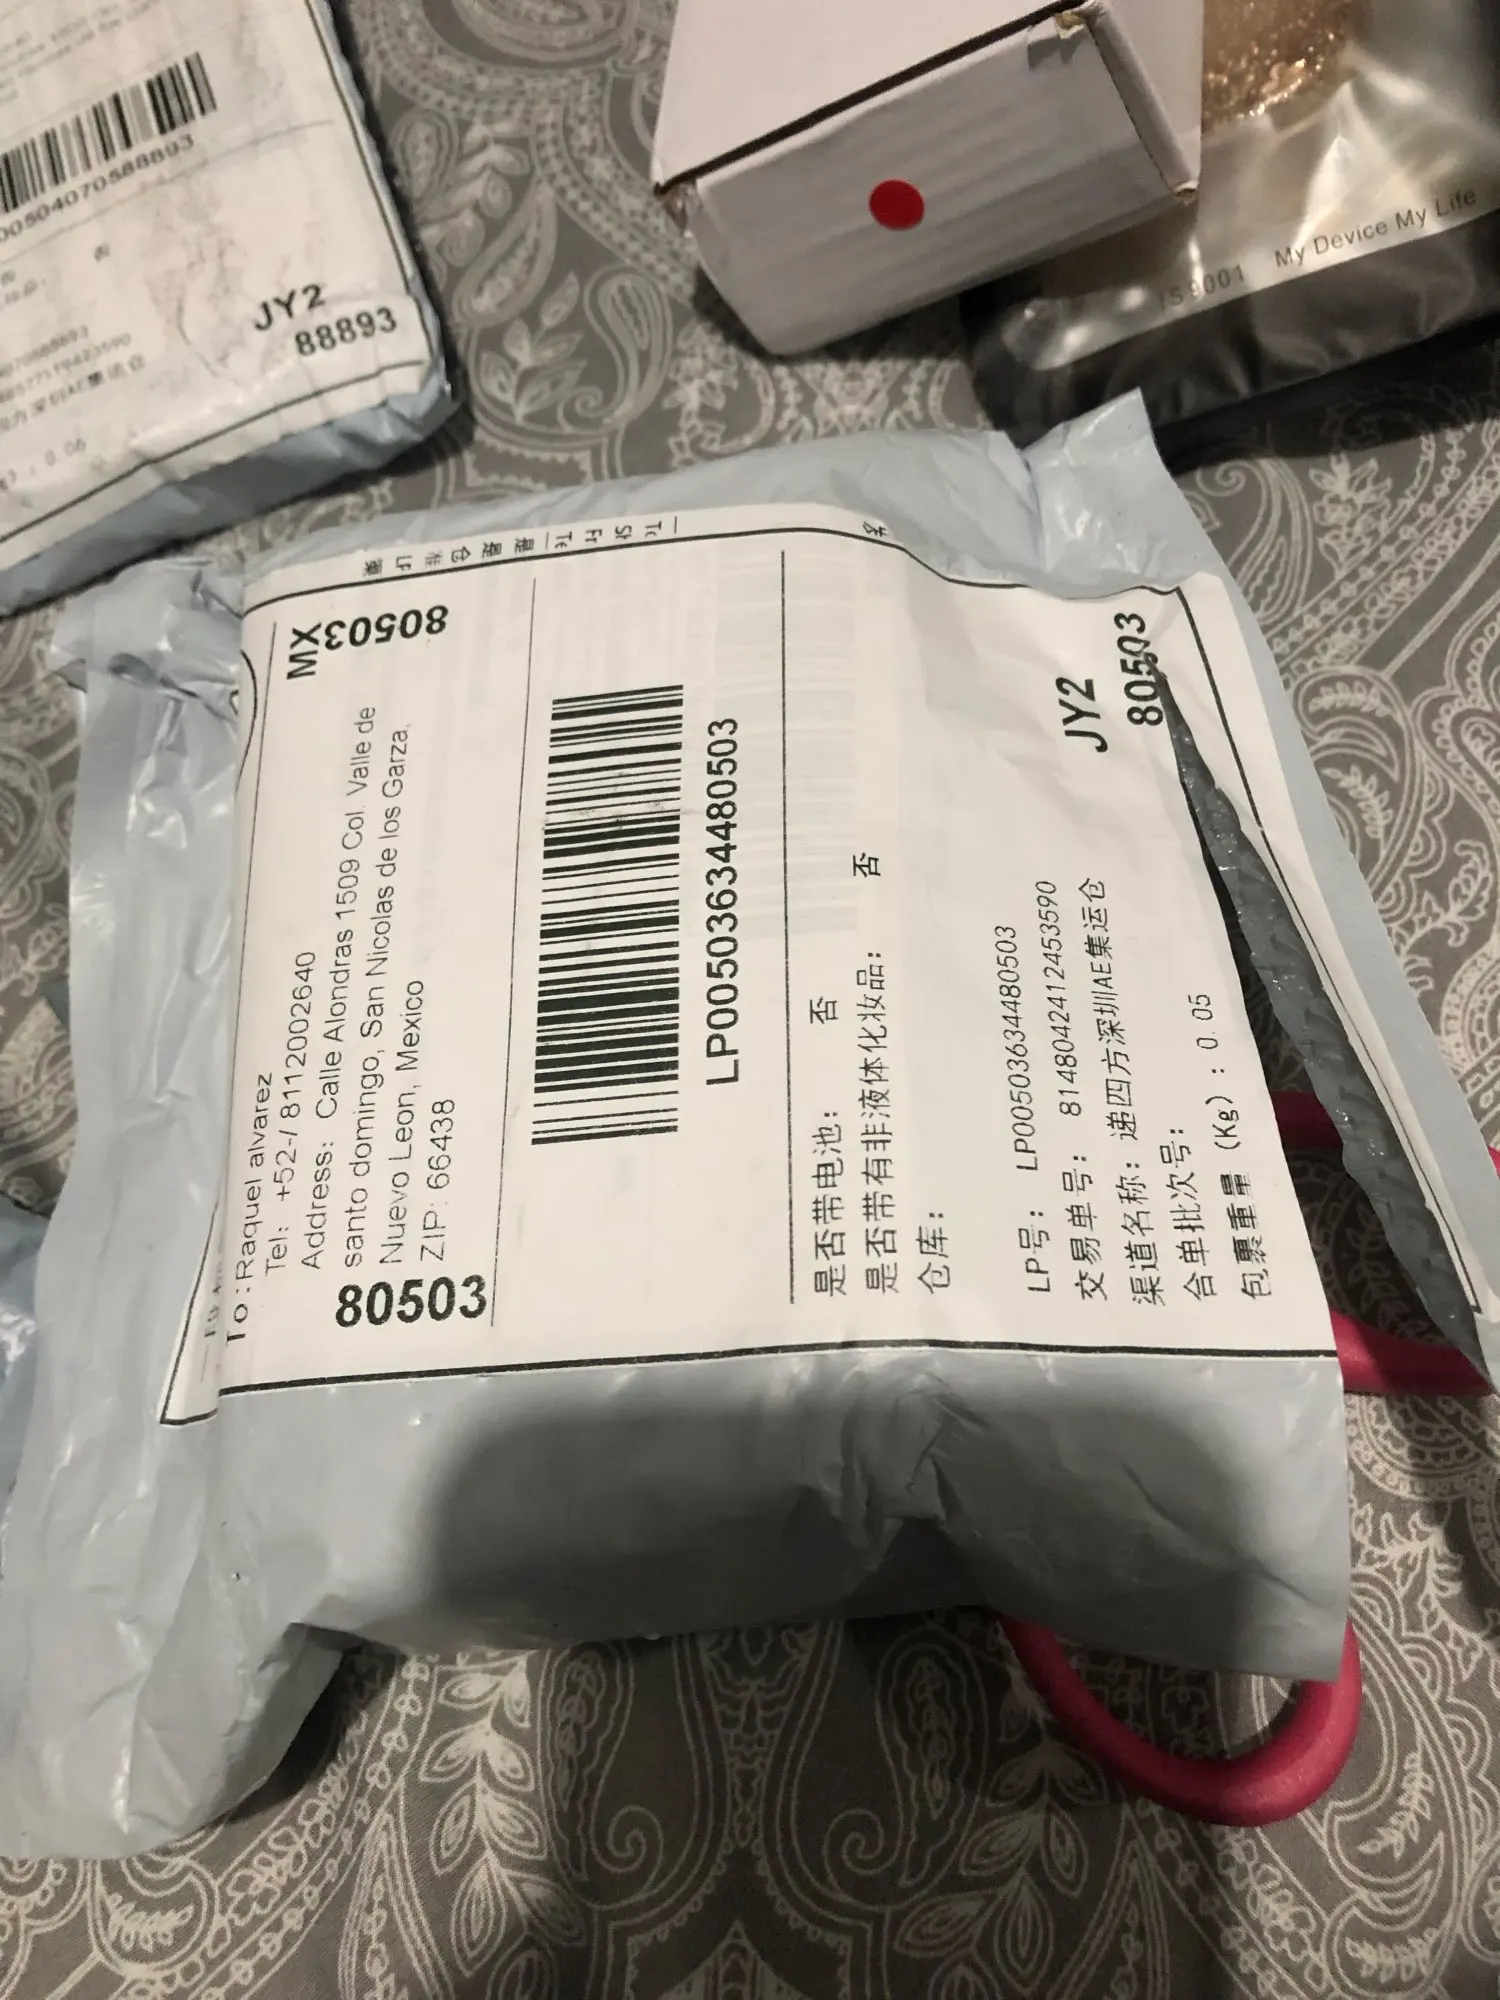 MX
80503
To:Raquel alvarez
Tel: +52-/ 8112002640
Address: Calle Alondras 1509 Col. Valle de
santo domingo, San Nicolas de los Garza,
Nuevo Leon, Mexico
ZIP: 66438
80503
LP00503634480503
是否带电池: 否
是否带有非液体化妆品: 否
仓库:
JY2
80503
LP号: LP00503634480503
交易单号: 8148042412453590
渠道名称: 递四方深圳AE集运仓
合单批次号:
包裹重量 (Kg) : 0.05
JY2
88893
0.06
IS9001 My Device My Life